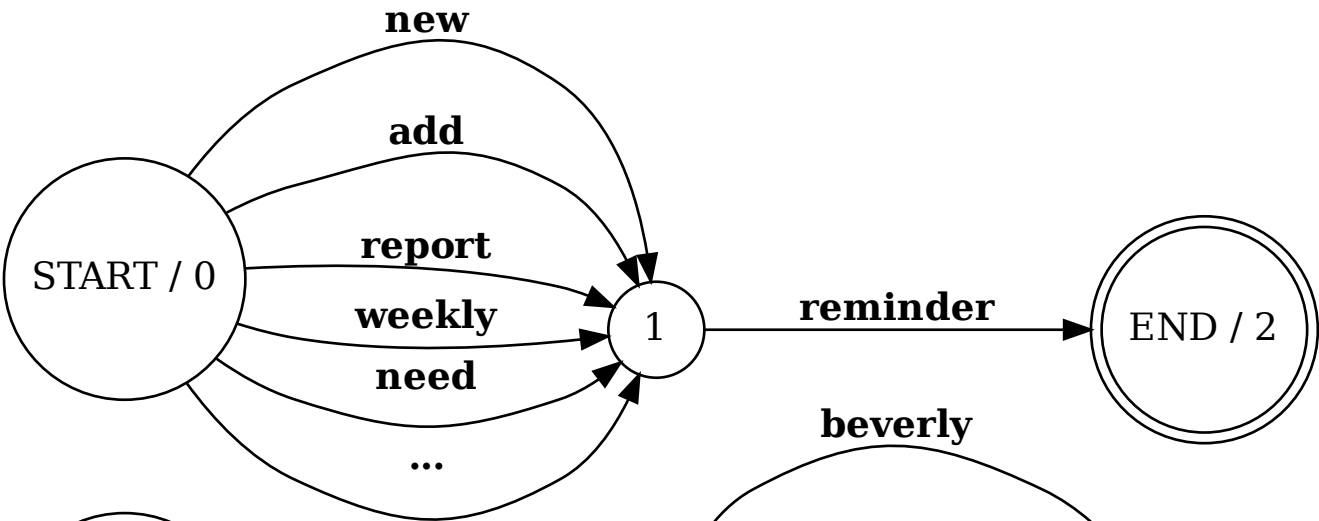 new
add
report
START / 0
weekly
1
reminder
END / 2
need
beverly
...